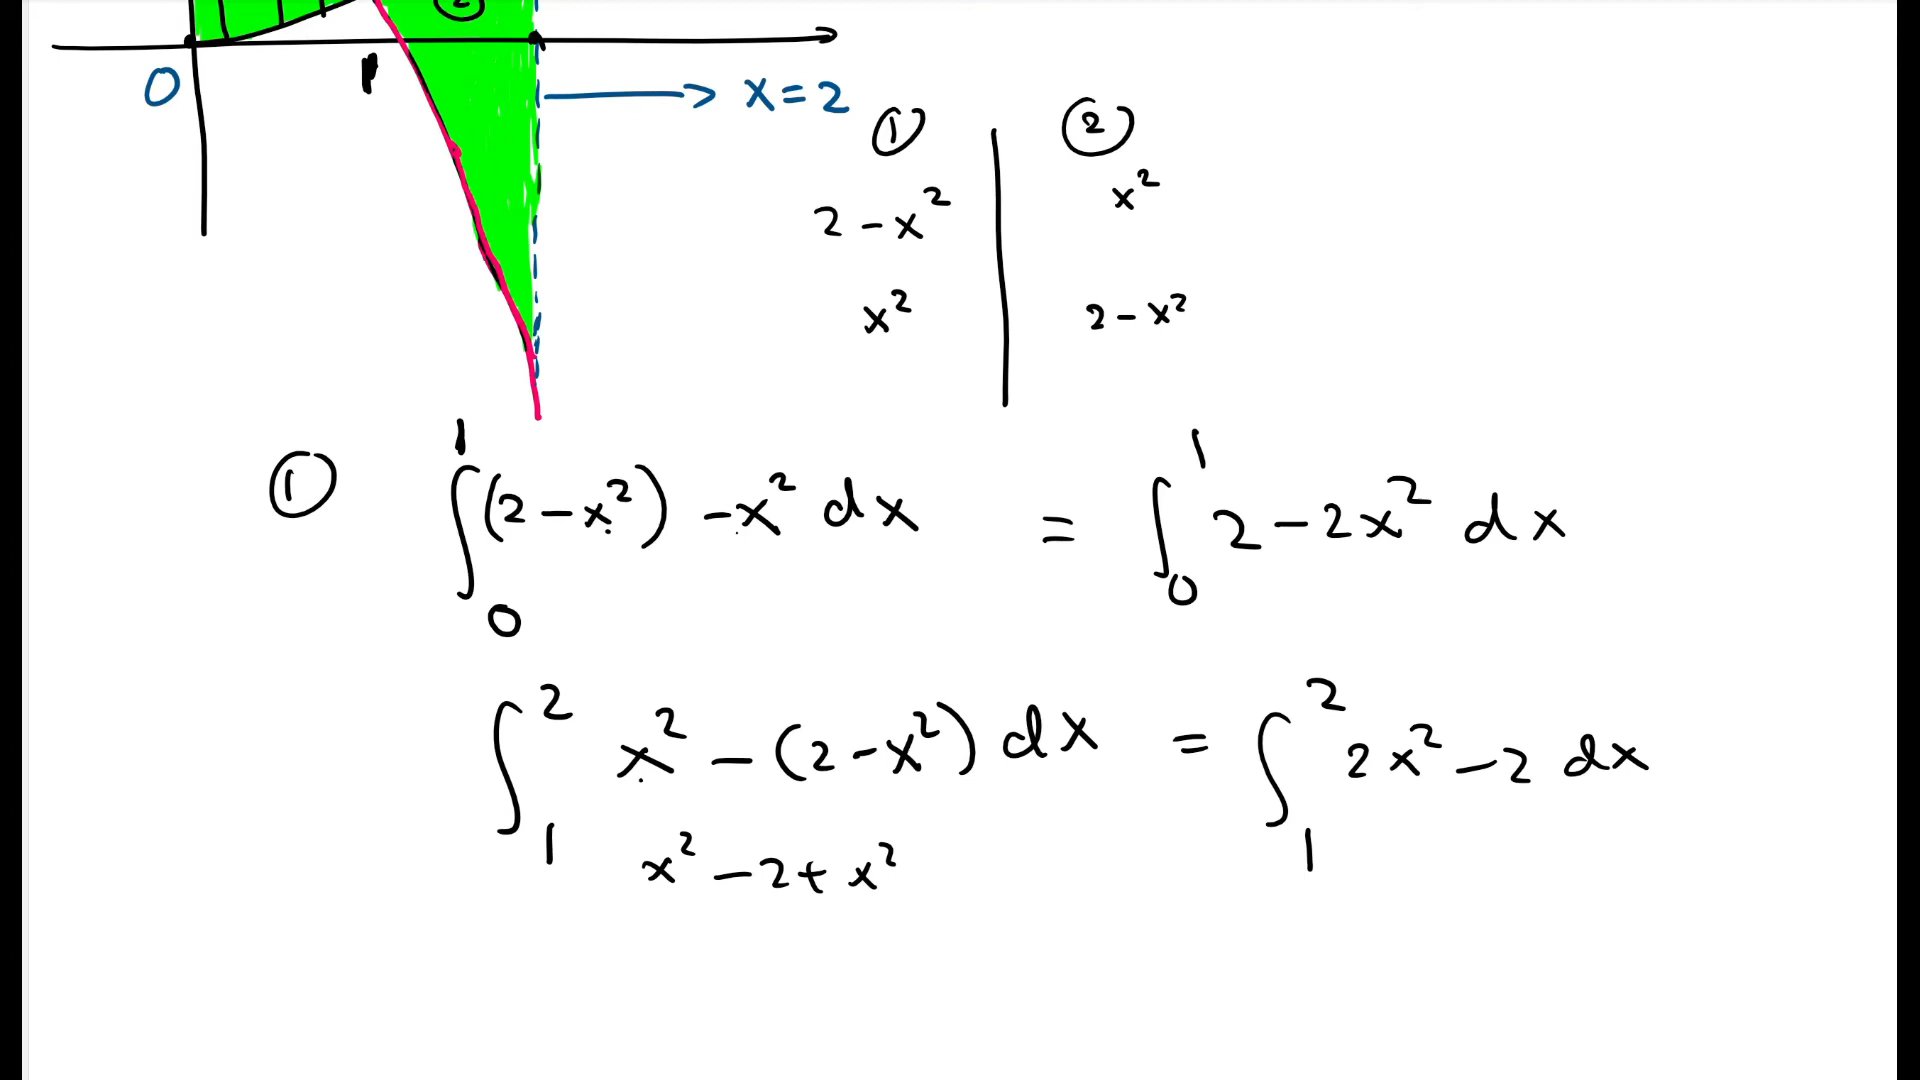 ②
0 1 → x=2
① | ②
2-x² | x²
x² | 2-x²
① ∫₀¹ (2-x²) -x² dx = ∫₀¹ 2-2x² dx
∫₁² x² - (2-x²) dx = ∫₁² 2x²-2 dx
x² -2+ x²